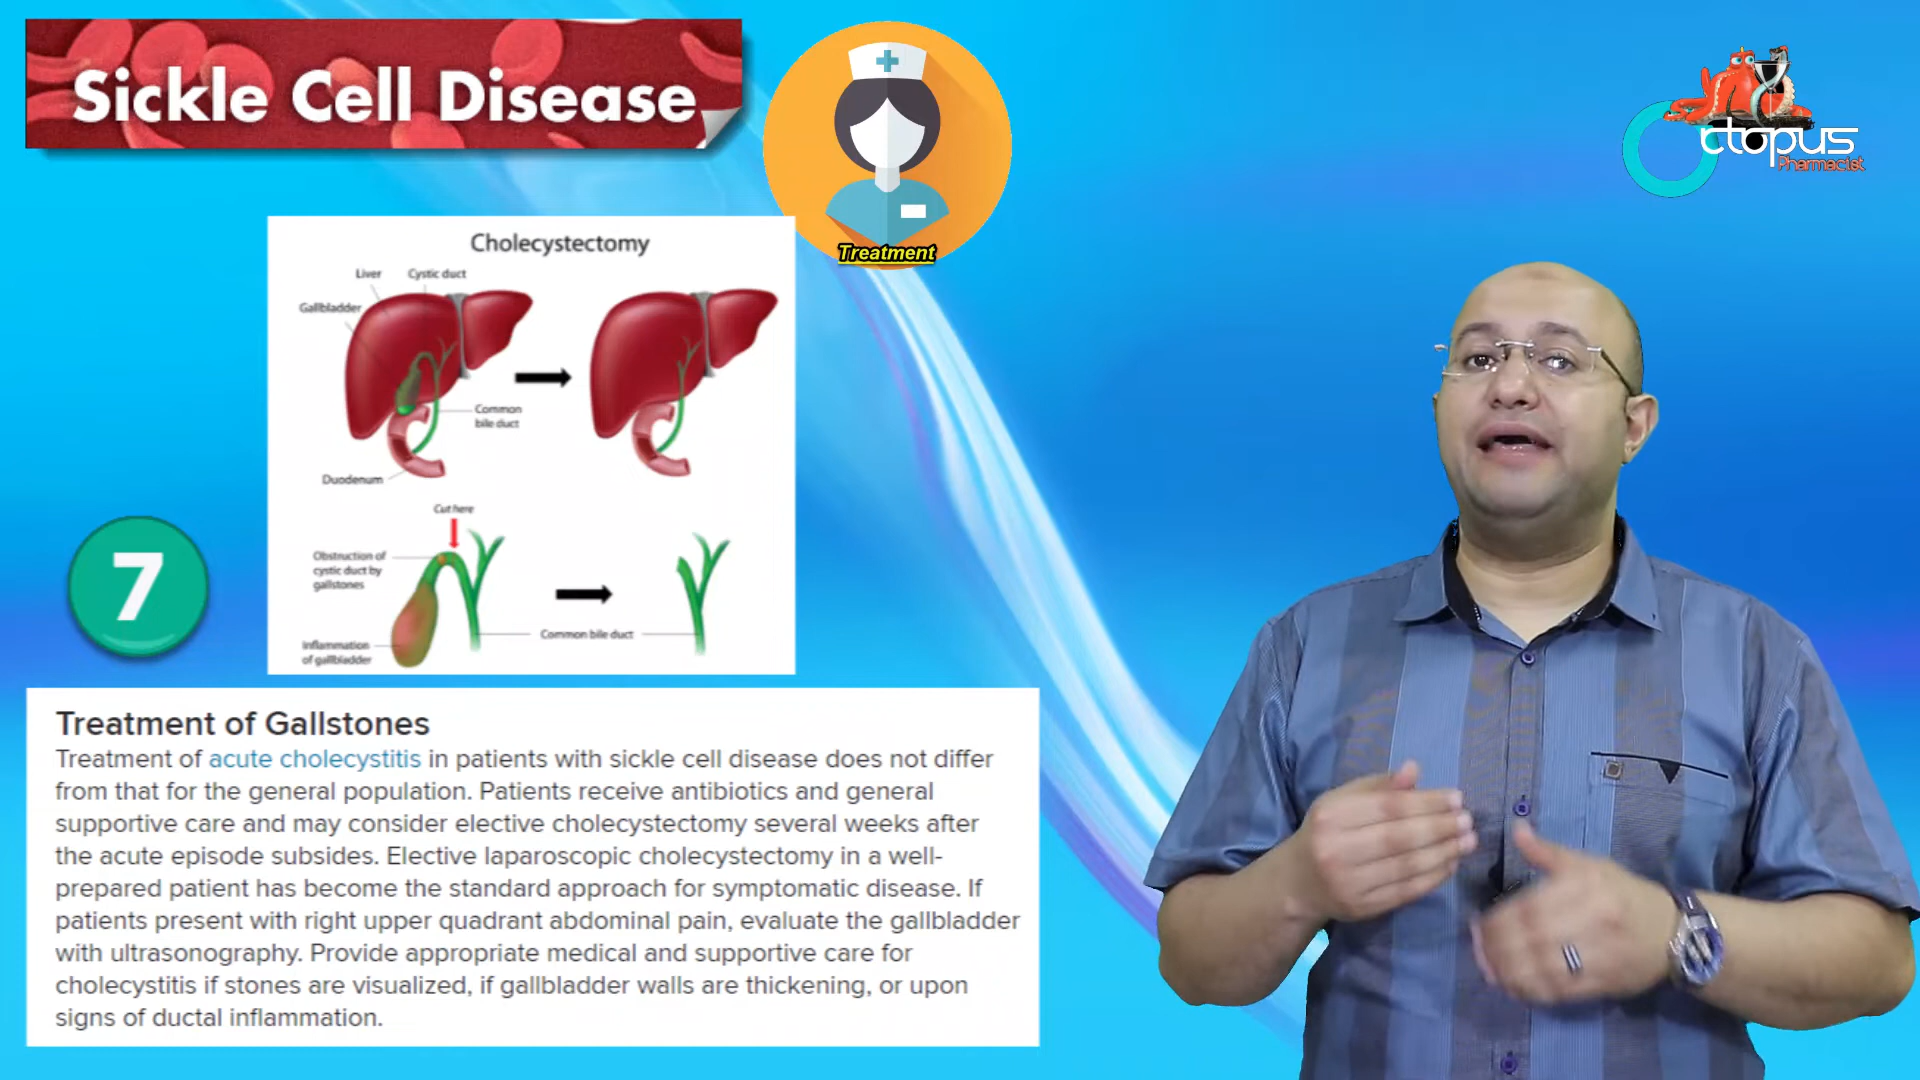 Sickle Cell Disease
Treatment
ctopus
Pharmacist
Cholecystectomy
Liver
Cystic duct
Gallbladder
Common
bile duct
Duodenum
Cut here
Obstruction of
cystic duct by
gallstones
Common bile duct
Inflammation
of gallbladder
7
Treatment of Gallstones
Treatment of acute cholecystitis in patients with sickle cell disease does not differ
from that for the general population. Patients receive antibiotics and general
supportive care and may consider elective cholecystectomy several weeks after
the acute episode subsides. Elective laparoscopic cholecystectomy in a well-
prepared patient has become the standard approach for symptomatic disease. If
patients present with right upper quadrant abdominal pain, evaluate the gallbladder
with ultrasonography. Provide appropriate medical and supportive care for
cholecystitis if stones are visualized, if gallbladder walls are thickening, or upon
signs of ductal inflammation.